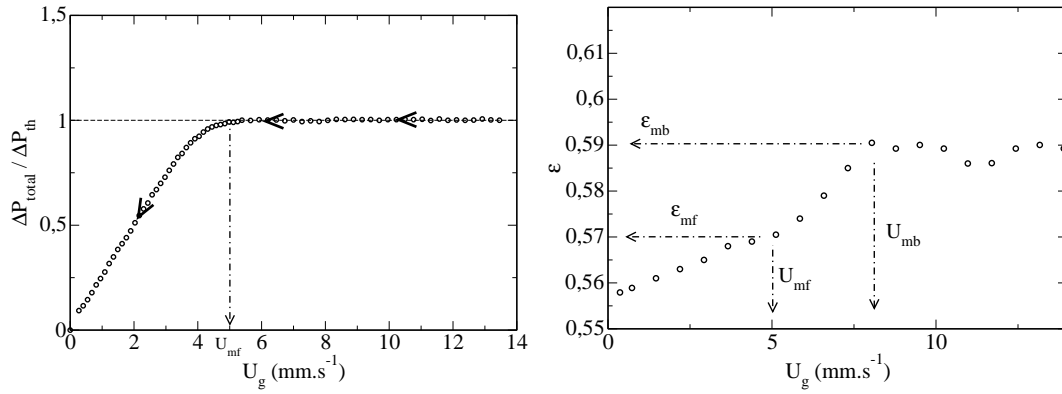 1,5
1
0,5
0
0 2 4 6 8 10 12 14
U_mf
U_g (mm.s^-1)
ΔP_total / ΔP_th
0,61
0,6
0,59
0,58
0,57
0,56
0,55
0 5 10
U_g (mm.s^-1)
ε
ε_mb
ε_mf
U_mb
U_mf